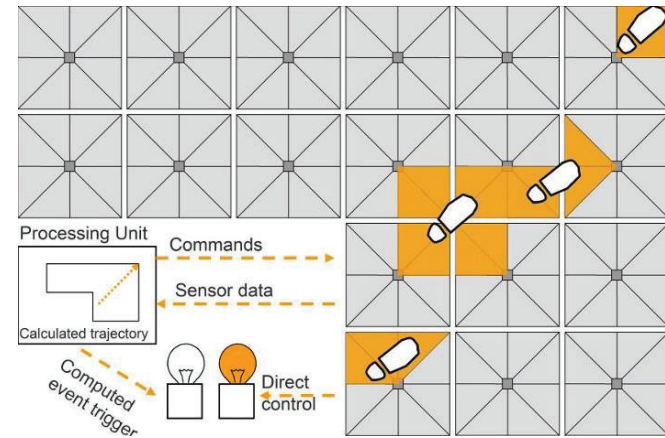 Processing Unit
Commands
Sensor data
Calculated trajectory
Computed
event trigger
Direct
control